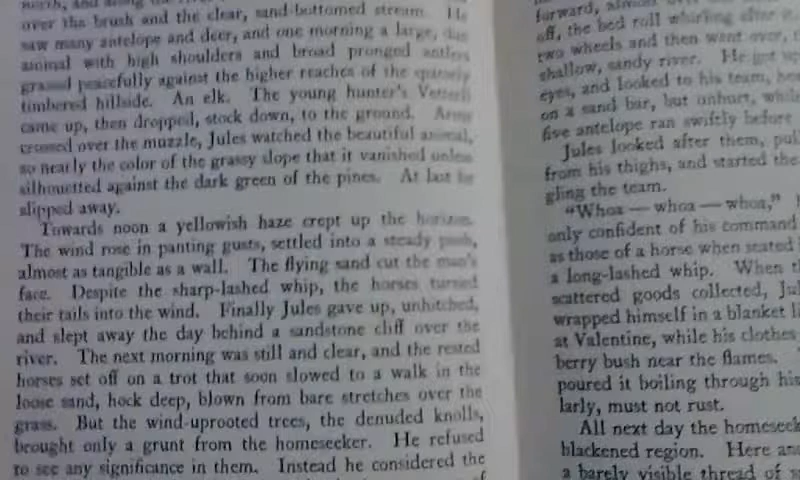 north, and along the
over the brush and the clear, sand-bottomed stream. He
saw many antelope and deer, and one morning a large,
animal with high shoulders and broad pronged antlers
grazed peacefully against the higher reaches of the sparsely
timbered hillside. An elk. The young hunter's Vetterli
came up, then dropped, stock down, to the ground. Arms
crossed over the muzzle, Jules watched the beautiful animal,
so nearly the color of the grassy slope that it vanished unless
silhouetted against the dark green of the pines. At last he
slipped away.
Towards noon a yellowish haze crept up the horizon.
The wind rose in panting gusts, settled into a steady push,
almost as tangible as a wall. The flying sand cut the man's
face. Despite the sharp-lashed whip, the horses turned
their tails into the wind. Finally Jules gave up, unhitched,
and slept away the day behind a sandstone cliff over the
river. The next morning was still and clear, and the rested
horses set off on a trot that soon slowed to a walk in the
loose sand, hock deep, blown from bare stretches over the
grass. But the wind-uprooted trees, the denuded knolls,
brought only a grunt from the homeseeker. He refused
to see any significance in them. Instead he considered the
of
forward, almost over
off, the bed roll whirling after it.
two wheels and then went over,
shallow, sandy river. He got up
eyes, and looked to his team,
on a sand bar, but unhurt, while
five antelope ran swiftly before
Jules looked after them,
from his thighs, and started the
gling the team.
"Whoa — whoa — whoa,"
only confident of his command
as those of a horse when seated
a long-lashed whip. When
scattered goods collected,
wrapped himself in a blanket
at Valentine, while his clothes
berry bush near the flames.
poured it boiling through his
larly, must not rust.
All next day the homeseek
blackened region. Here
a barely visible thread of